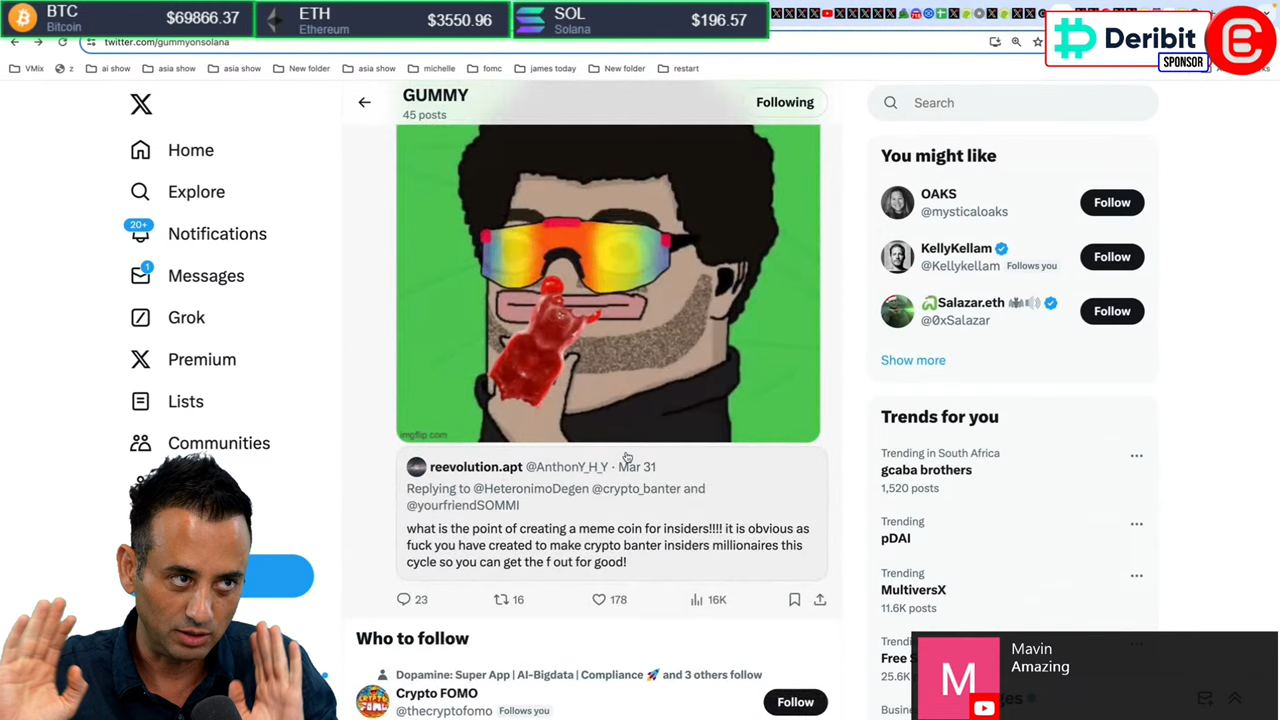 BTC
Bitcoin
$69866.37
ETH
Ethereum
$3550.96
SOL
Solana
$196.57
Deribit
SPONSOR
twitter.com/gummyonsolana
VMix
z
ai show
asia show
asia show
New folder
asia show
michelle
fomc
james today
New folder
restart
X
Home
Explore
20+
Notifications
1
Messages
Grok
Premium
Lists
Communities
GUMMY
45 posts
Following
imgflip.com
reevolution.apt @AnthonY_H_Y · Mar 31
Replying to @HeteronimoDegen @crypto_banter and
@yourfriendSOMMI
what is the point of creating a meme coin for insiders!!!! it is obvious as
fuck you have created to make crypto banter insiders millionaires this
cycle so you can get the f out for good!
23
16
178
16K
Who to follow
Dopamine: Super App | AI-Bigdata | Compliance 🚀 and 3 others follow
Crypto FOMO
@thecryptofomo Follows you
Follow
Search
You might like
OAKS
@mysticaloaks
Follow
KellyKellam
@Kellykellam Follows you
Follow
Salazar.eth
@0xSalazar
Follow
Show more
Trends for you
Trending in South Africa
gcaba brothers
1,520 posts
Trending
pDAI
Trending
MultiversX
11.6K posts
Free
25.6K
M
Mavin
Amazing